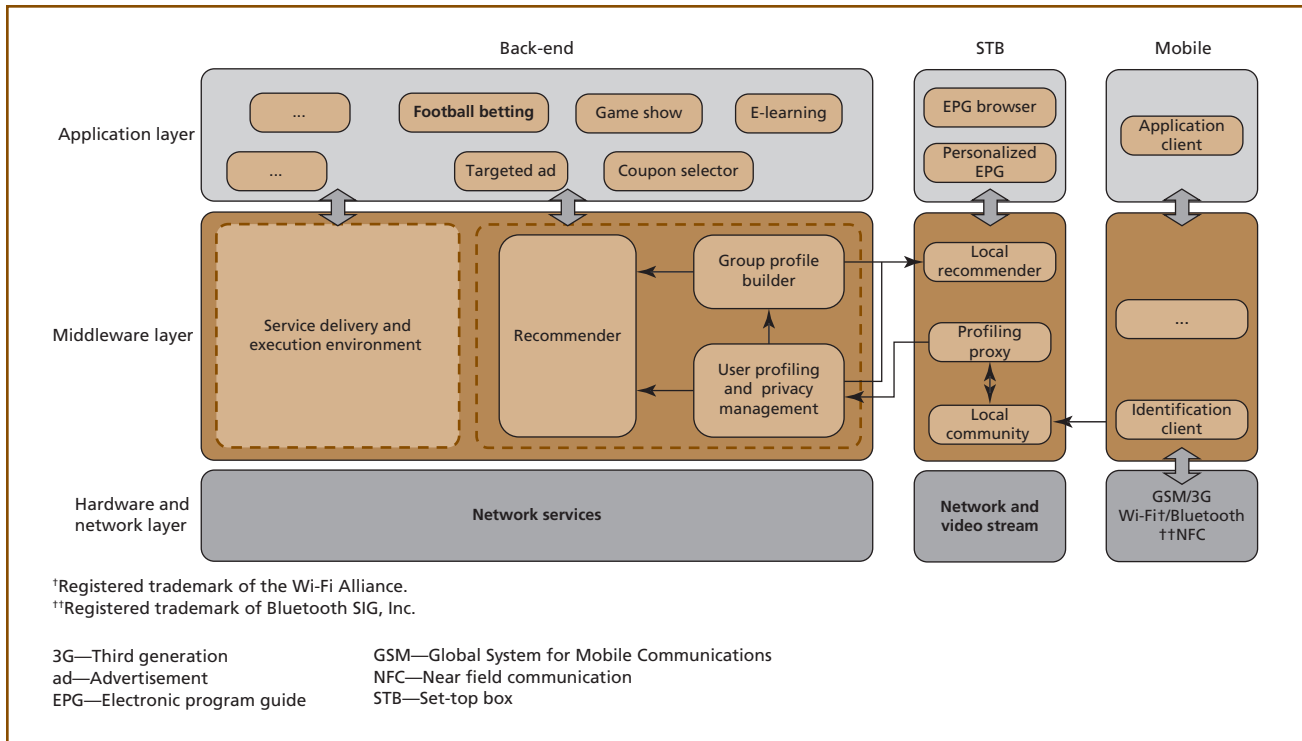 Back-end
STB
Mobile
Application layer
...
Football betting
Game show
E-learning
...
Targeted ad
Coupon selector
EPG browser
Personalized
EPG
Application
client
Middleware layer
Service delivery and
execution environment
Recommender
Group profile
builder
User profiling
and privacy
management
Local
recommender
Profiling
proxy
Local
community
...
Identification
client
Hardware and
network layer
Network services
Network and
video stream
GSM/3G
Wi-Fi†/Bluetooth
††NFC
†Registered trademark of the Wi-Fi Alliance.
††Registered trademark of Bluetooth SIG, Inc.
3G—Third generation
ad—Advertisement
EPG—Electronic program guide
GSM—Global System for Mobile Communications
NFC—Near field communication
STB—Set-top box